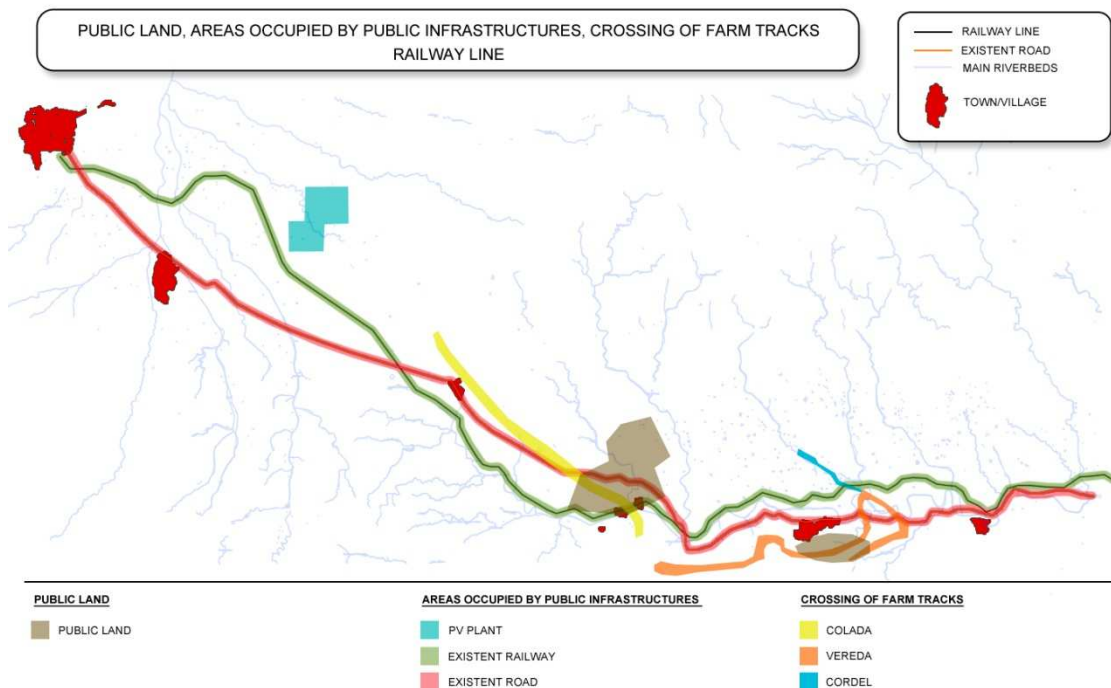 PUBLIC LAND, AREAS OCCUPIED BY PUBLIC INFRASTRUCTURES, CROSSING OF FARM TRACKS
RAILWAY LINE
RAILWAY LINE
EXISTENT ROAD
MAIN RIVERBEDS
TOWN/VILLAGE
PUBLIC LAND
PUBLIC LAND
AREAS OCCUPIED BY PUBLIC INFRASTRUCTURES
PV PLANT
EXISTENT RAILWAY
EXISTENT ROAD
CROSSING OF FARM TRACKS
COLADA
VEREDA
CORDEL